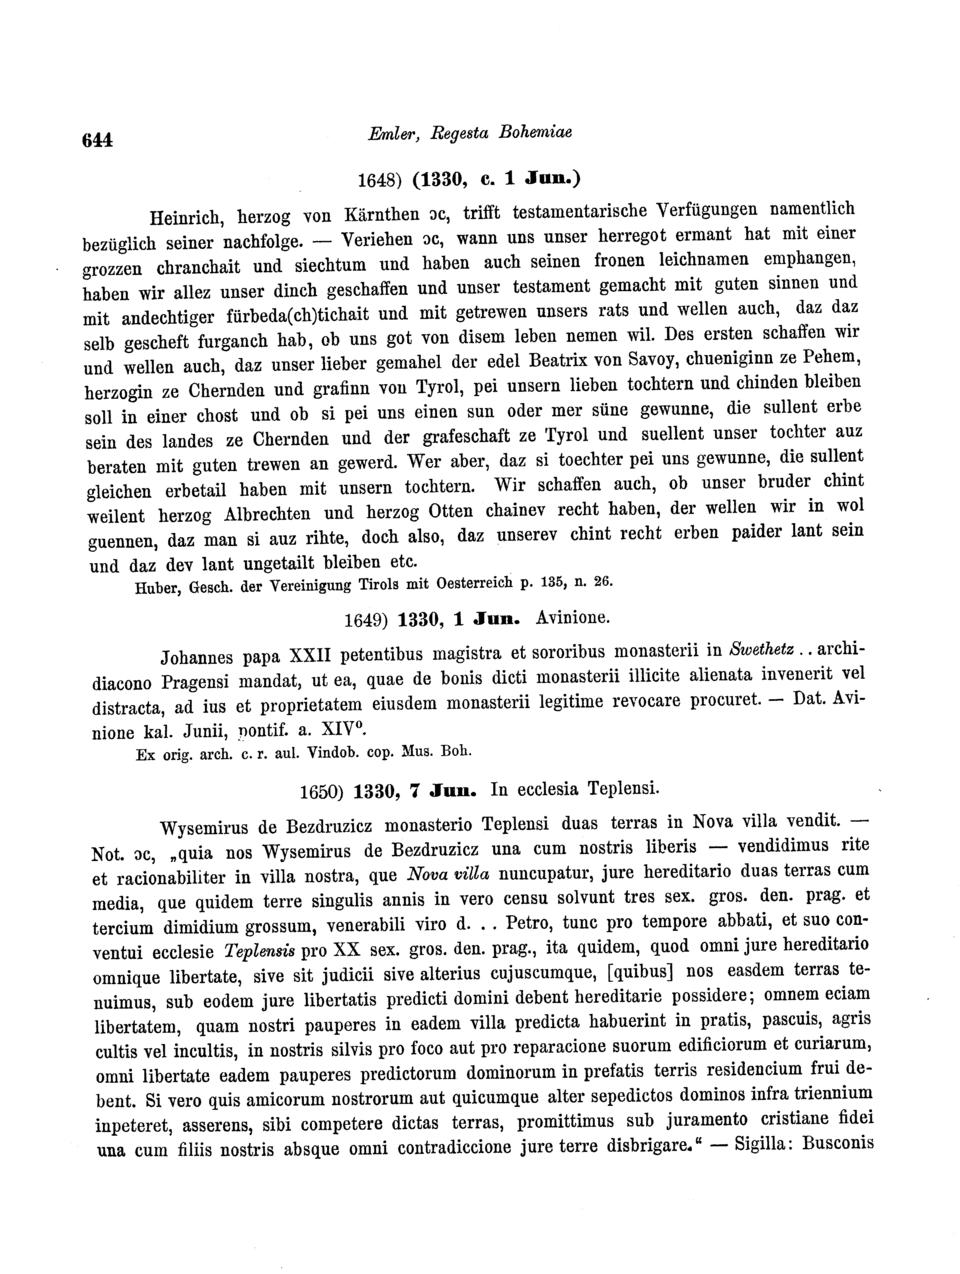 644
Emler, Regesta Bohemiae
1648) (1330, c. 1 Jun.)
Heinrich, herzog von Kärnthen ɔc, trifft testamentarische Verfügungen namentlich
bezüglich seiner nachfolge. — Veriehen ɔc, wann uns unser herregot ermant hat mit einer
grozzen chranchait und siechtum und haben auch seinen fronen leichnamen emphangen,
haben wir allez unser dinch geschaffen und unser testament gemacht mit guten sinnen und
mit andechtiger fürbeda(ch)tichait und mit getrewen unsers rats und wellen auch, daz daz
selb gescheft furganch hab, ob uns got von disem leben nemen wil. Des ersten schaffen wir
und wellen auch, daz unser lieber gemahel der edel Beatrix von Savoy, chueniginn ze Pehem,
herzogin ze Chernden und grafinn von Tyrol, pei unsern lieben tochtern und chinden bleiben
soll in einer chost und ob si pei uns einen sun oder mer süne gewunne, die sullent erbe
sein des landes ze Chernden und der grafeschaft ze Tyrol und suellent unser tochter auz
beraten mit guten trewen an gewerd. Wer aber, daz si toechter pei uns gewunne, die sullent
gleichen erbetail haben mit unsern tochtern. Wir schaffen auch, ob unser bruder chint
weilent herzog Albrechten und herzog Otten chainev recht haben, der wellen wir in wol
guennen, daz man si auz rihte, doch also, daz unserev chint recht erben paider lant sein
und daz dev lant ungetailt bleiben etc.
Huber, Gesch. der Vereinigung Tirols mit Oesterreich p. 135, n. 26.
1649) 1330, 1 Jun. Avinione.
Johannes papa XXII petentibus magistra et sororibus monasterii in Swethetz . . archi-
diacono Pragensi mandat, ut ea, quae de bonis dicti monasterii illicite alienata invenerit vel
distracta, ad ius et proprietatem eiusdem monasterii legitime revocare procuret. — Dat. Avi-
nione kal. Junii, pontif. a. XIV⁰.
Ex orig. arch. c. r. aul. Vindob. cop. Mus. Boh.
1650) 1330, 7 Jun. In ecclesia Teplensi.
Wysemirus de Bezdruzicz monasterio Teplensi duas terras in Nova villa vendit. —
Not. ɔc, „quia nos Wysemirus de Bezdruzicz una cum nostris liberis — vendidimus rite
et racionabiliter in villa nostra, que Nova villa nuncupatur, jure hereditario duas terras cum
media, que quidem terre singulis annis in vero censu solvunt tres sex. gros. den. prag. et
tercium dimidium grossum, venerabili viro d. . . Petro, tunc pro tempore abbati, et suo con-
ventui ecclesie Teplensis pro XX sex. gros. den. prag., ita quidem, quod omni jure hereditario
omnique libertate, sive sit judicii sive alterius cujuscumque, [quibus] nos easdem terras te-
nuimus, sub eodem jure libertatis predicti domini debent hereditarie possidere; omnem eciam
libertatem, quam nostri pauperes in eadem villa predicta habuerint in pratis, pascuis, agris
cultis vel incultis, in nostris silvis pro foco aut pro reparacione suorum edificiorum et curiarum,
omni libertate eadem pauperes predictorum dominorum in prefatis terris residencium frui de-
bent. Si vero quis amicorum nostrorum aut quicumque alter sepedictos dominos infra triennium
inpeteret, asserens, sibi competere dictas terras, promittimus sub juramento cristiane fidei
una cum filiis nostris absque omni contradiccione jure terre disbrigare.“ — Sigilla: Busconis